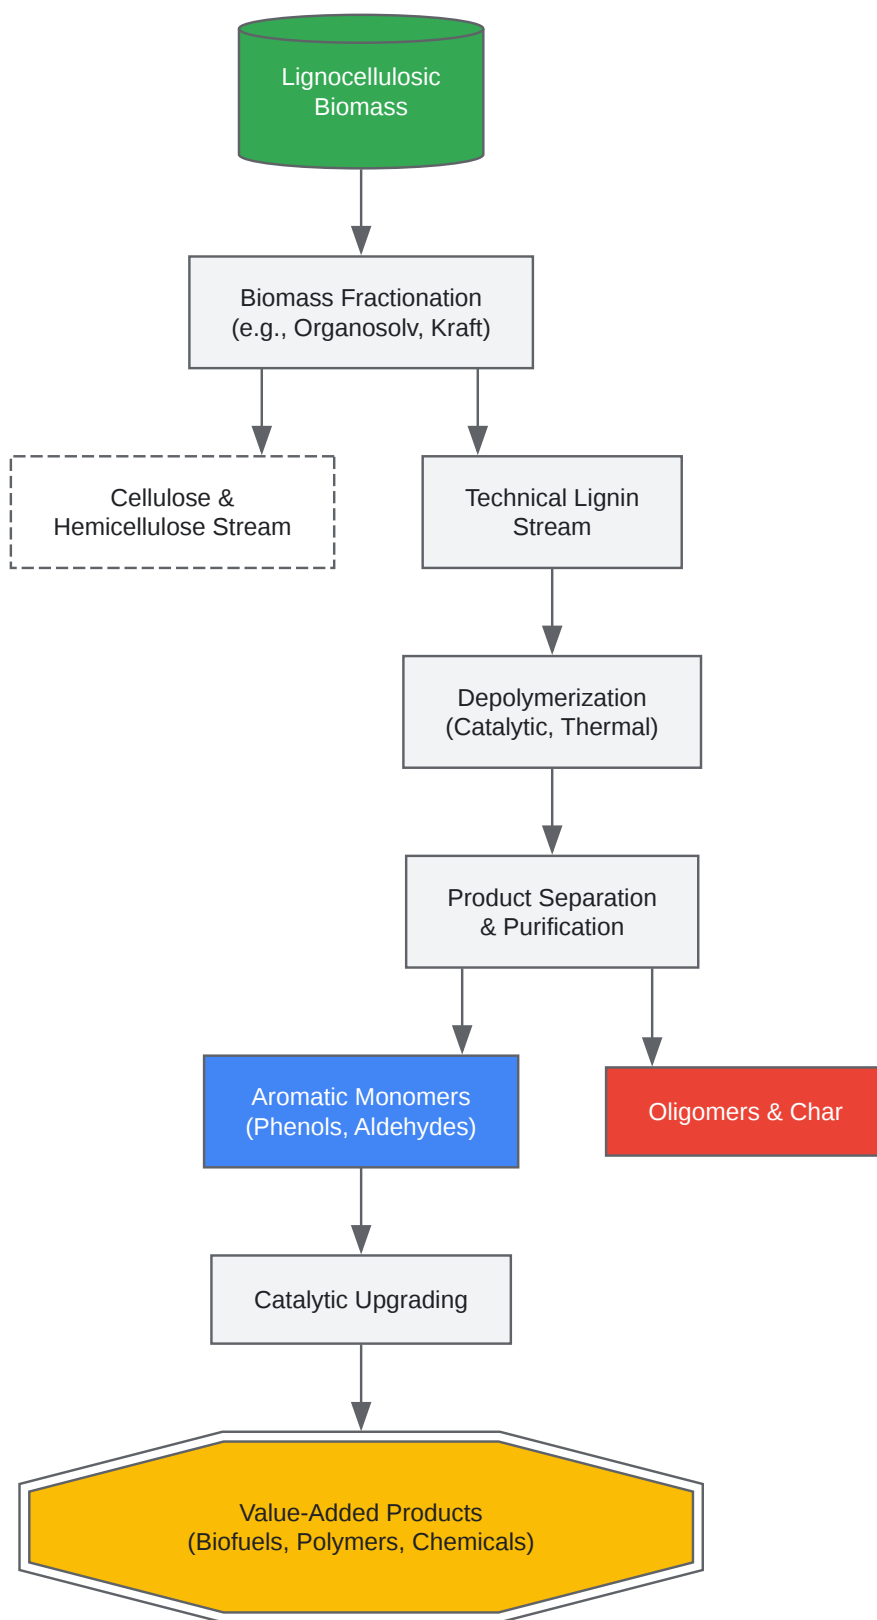 Lignocellulosic
Biomass
Biomass Fractionation
(e.g., Organosolv, Kraft)
Cellulose &
Hemicellulose Stream
Technical Lignin
Stream
Depolymerization
(Catalytic, Thermal)
Product Separation
& Purification
Aromatic Monomers
(Phenols, Aldehydes)
Oligomers & Char
Catalytic Upgrading
Value-Added Products
(Biofuels, Polymers, Chemicals)